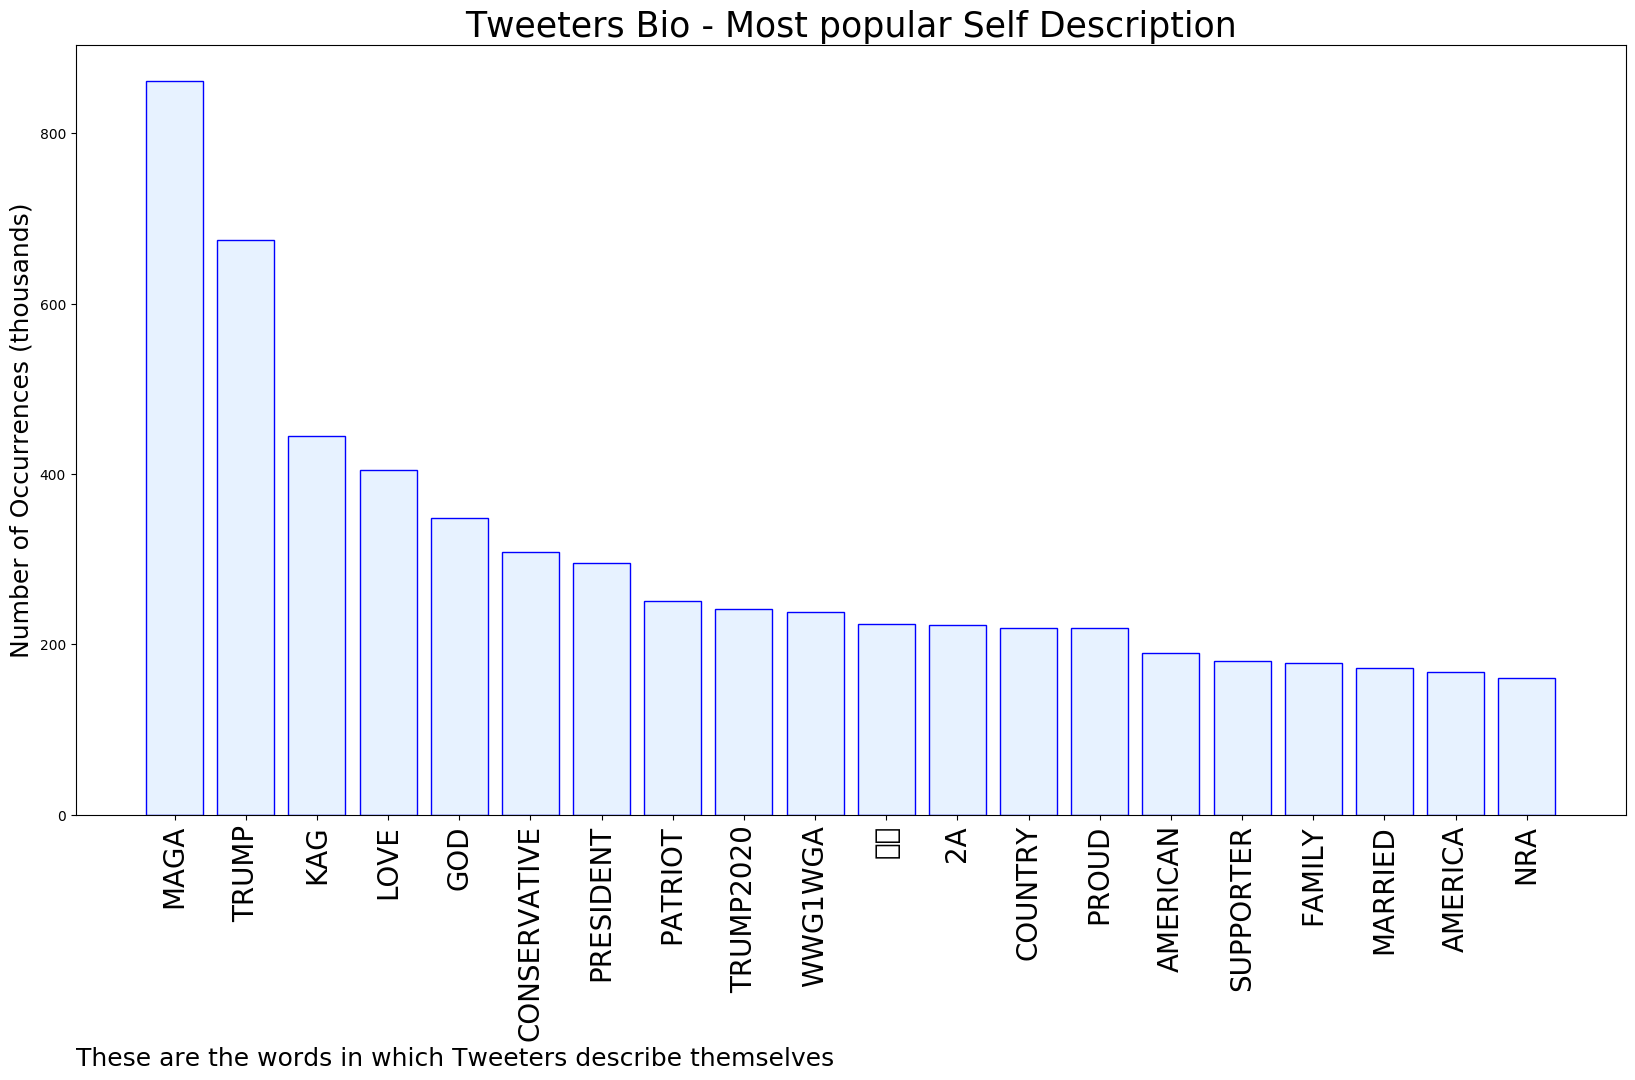 Tweeters Bio - Most popular Self Description
Number of Occurrences (thousands)
800
600
400
200
0
MAGA
TRUMP
KAG
LOVE
GOD
CONSERVATIVE
PRESIDENT
PATRIOT
TRUMP2020
WWG1WGA
2A
COUNTRY
PROUD
AMERICAN
SUPPORTER
FAMILY
MARRIED
AMERICA
NRA
These are the words in which Tweeters describe themselves